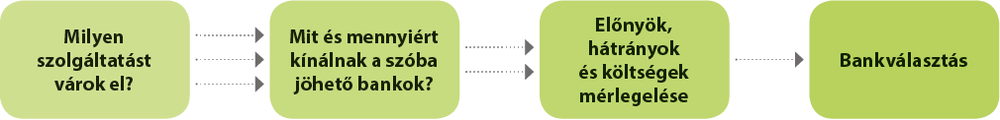 Milyen
szolgáltatást
várok el?
Mit és mennyiért
kínálnak a szóba
jöhető bankok?
Előnyök,
hátrányok
és költségek
mérlegelése
Bankválasztás